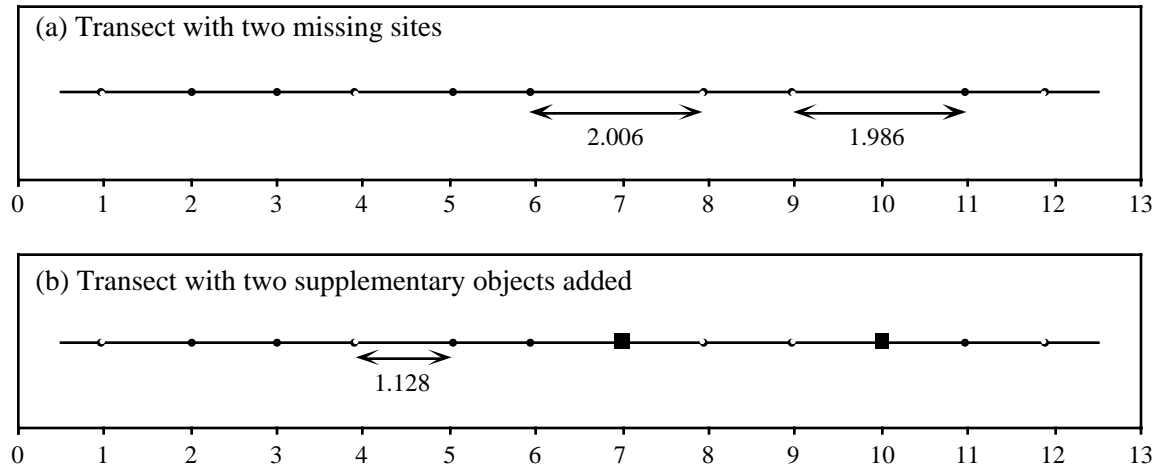 (a) Transect with two missing sites
2.006 1.986
0 1 2 3 4 5 6 7 8 9 10 11 12 13
(b) Transect with two supplementary objects added
1.128
0 1 2 3 4 5 6 7 8 9 10 11 12 13